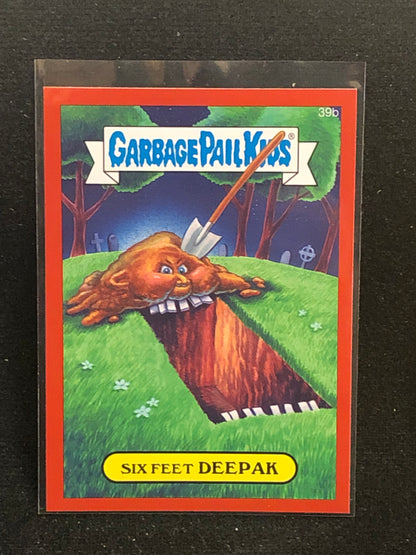 39b
GARBAGE PAIL KIDS®
SIX FEET DEEPAK